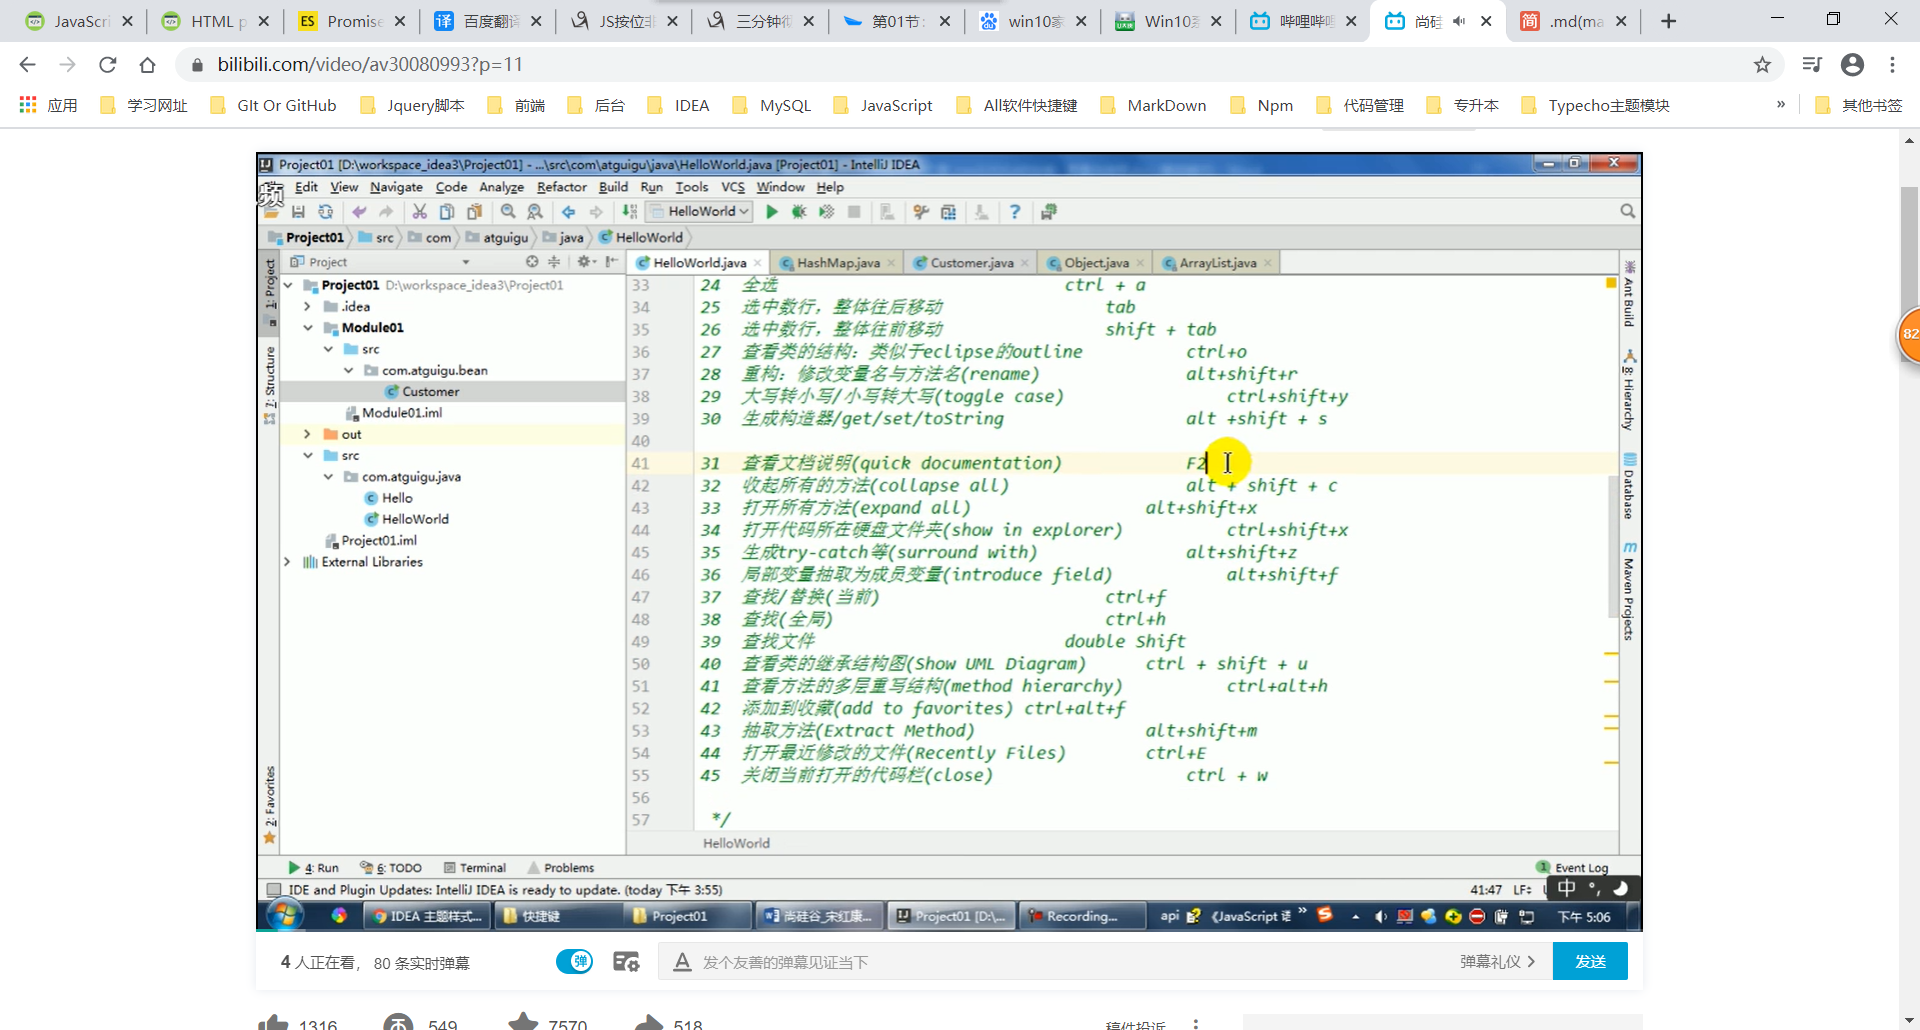 JavaScri
HTML p
ES Promise
译 百度翻译
JS按位非
三分钟彻
第01节:
win10家
Win10系
哔哩哔哩
尚硅
简 .md(ma
bilibili.com/video/av30080993?p=11
应用 学习网址 GIt Or GitHub Jquery脚本 前端 后台 IDEA MySQL JavaScript All软件快捷键 MarkDown Npm 代码管理 专升本 Typecho主题模块 » 其他书签
Project01 [D:\workspace_idea3\Project01] - ...\src\com\atguigu\java\HelloWorld.java [Project01] - IntelliJ IDEA
频 Edit View Navigate Code Analyze Refactor Build Run Tools VCS Window Help
HelloWorld
Project01 src com atguigu java HelloWorld
Project
HelloWorld.java HashMap.java Customer.java Object.java ArrayList.java
1: Project
7: Structure
2: Favorites
Project01 D:\workspace_idea3\Project01
.idea
Module01
src
com.atguigu.bean
Customer
Module01.iml
out
src
com.atguigu.java
Hello
HelloWorld
Project01.iml
External Libraries
33 24 全选 ctrl + a
34 25 选中数行，整体往后移动 tab
35 26 选中数行，整体往前移动 shift + tab
36 27 查看类的结构：类似于eclipse的outline ctrl+o
37 28 重构：修改变量名与方法名(rename) alt+shift+r
38 29 大写转小写/小写转大写(toggle case) ctrl+shift+y
39 30 生成构造器/get/set/toString alt +shift + s
40
41 31 查看文档说明(quick documentation) F2
42 32 收起所有的方法(collapse all) alt + shift + c
43 33 打开所有方法(expand all) alt+shift+x
44 34 打开代码所在硬盘文件夹(show in explorer) ctrl+shift+x
45 35 生成try-catch等(surround with) alt+shift+z
46 36 局部变量抽取为成员变量(introduce field) alt+shift+f
47 37 查找/替换(当前) ctrl+f
48 38 查找(全局) ctrl+h
49 39 查找文件 double Shift
50 40 查看类的继承结构图(Show UML Diagram) ctrl + shift + u
51 41 查看方法的多层重写结构(method hierarchy) ctrl+alt+h
52 42 添加到收藏(add to favorites) ctrl+alt+f
53 43 抽取方法(Extract Method) alt+shift+m
54 44 打开最近修改的文件(Recently Files) ctrl+E
55 45 关闭当前打开的代码栏(close) ctrl + w
56
57 */
HelloWorld
Ant Build
8: Hierarchy
Database
Maven Projects
82
4: Run 6: TODO Terminal Problems 1 Event Log
IDE and Plugin Updates: IntelliJ IDEA is ready to update. (today 下午 3:55) 41:47 LF÷
中 °,
IDEA 主题样式... 快捷键 Project01 尚硅谷_宋红康... Project01 [D:\... Recording... api 《JavaScript 语 » 下午 5:06
4 人正在看， 80 条实时弹幕 弹 发个友善的弹幕见证当下 弹幕礼仪 > 发送
1316 549 7570 518 稿件投诉